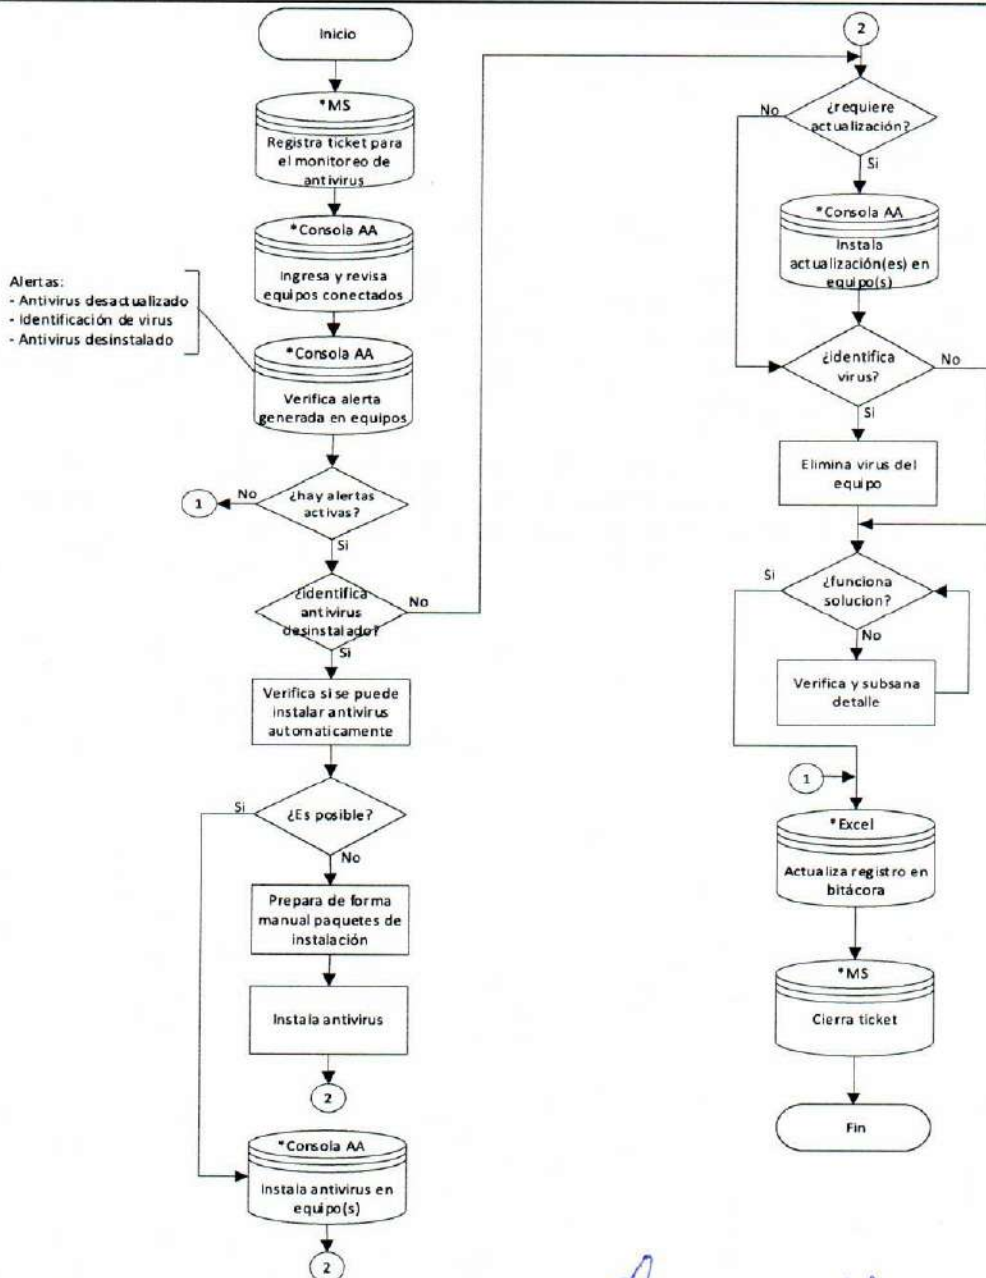 Inicio
*MS
Registra ticket para
el monitoreo de
antivirus
*Consola AA
Ingresa y revisa
equipos conectados
Alertas:
- Antivirus desactualizado
- Identificación de virus
- Antivirus desinstalado
*Consola AA
Verifica alerta
generada en equipos
¿hay alertas
activas?
No
1
Si
¿identifica
antivirus
desinstalado?
No
Si
Verifica si se puede
instalar antivirus
automaticamente
¿Es posible?
Si
No
Prepara de forma
manual paquetes de
instalación
Instala antivirus
2
*Consola AA
Instala antivirus en
equipo(s)
2
2
¿requiere
actualización?
No
Si
*Consola AA
Instala
actualización(es) en
equipo(s)
¿identifica
virus?
No
Si
Elimina virus del
equipo
¿funciona
solucion?
Si
No
Verifica y subsana
detalle
1
*Excel
Actualiza registro en
bitácora
*MS
Cierra ticket
Fin